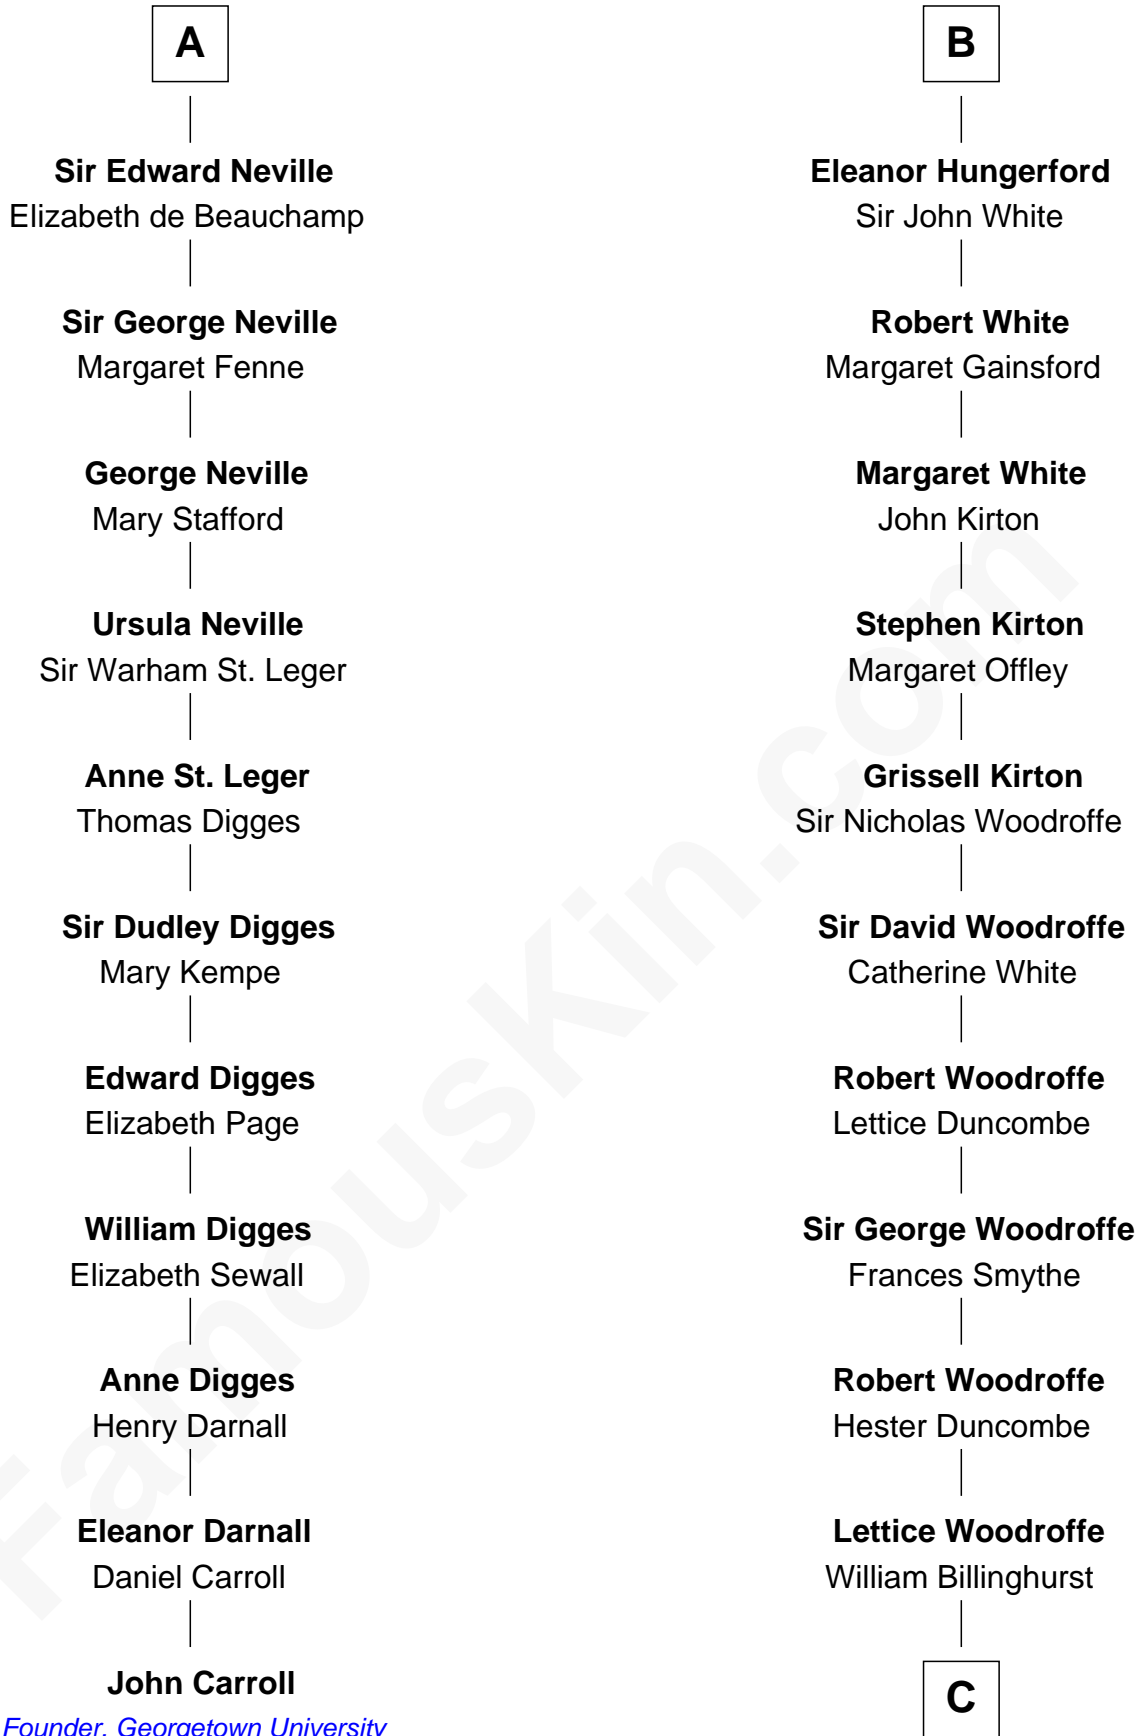 A
Sir Edward Neville
Elizabeth de Beauchamp
Sir George Neville
Margaret Fenne
George Neville
Mary Stafford
Ursula Neville
Sir Warham St. Leger
Anne St. Leger
Thomas Digges
Sir Dudley Digges
Mary Kempe
Edward Digges
Elizabeth Page
William Digges
Elizabeth Sewall
Anne Digges
Henry Darnall
Eleanor Darnall
Daniel Carroll
John Carroll
Founder, Georgetown University
B
Eleanor Hungerford
Sir John White
Robert White
Margaret Gainsford
Margaret White
John Kirton
Stephen Kirton
Margaret Offley
Grissell Kirton
Sir Nicholas Woodroffe
Sir David Woodroffe
Catherine White
Robert Woodroffe
Lettice Duncombe
Sir George Woodroffe
Frances Smythe
Robert Woodroffe
Hester Duncombe
Lettice Woodroffe
William Billinghurst
C
FamousKin.com